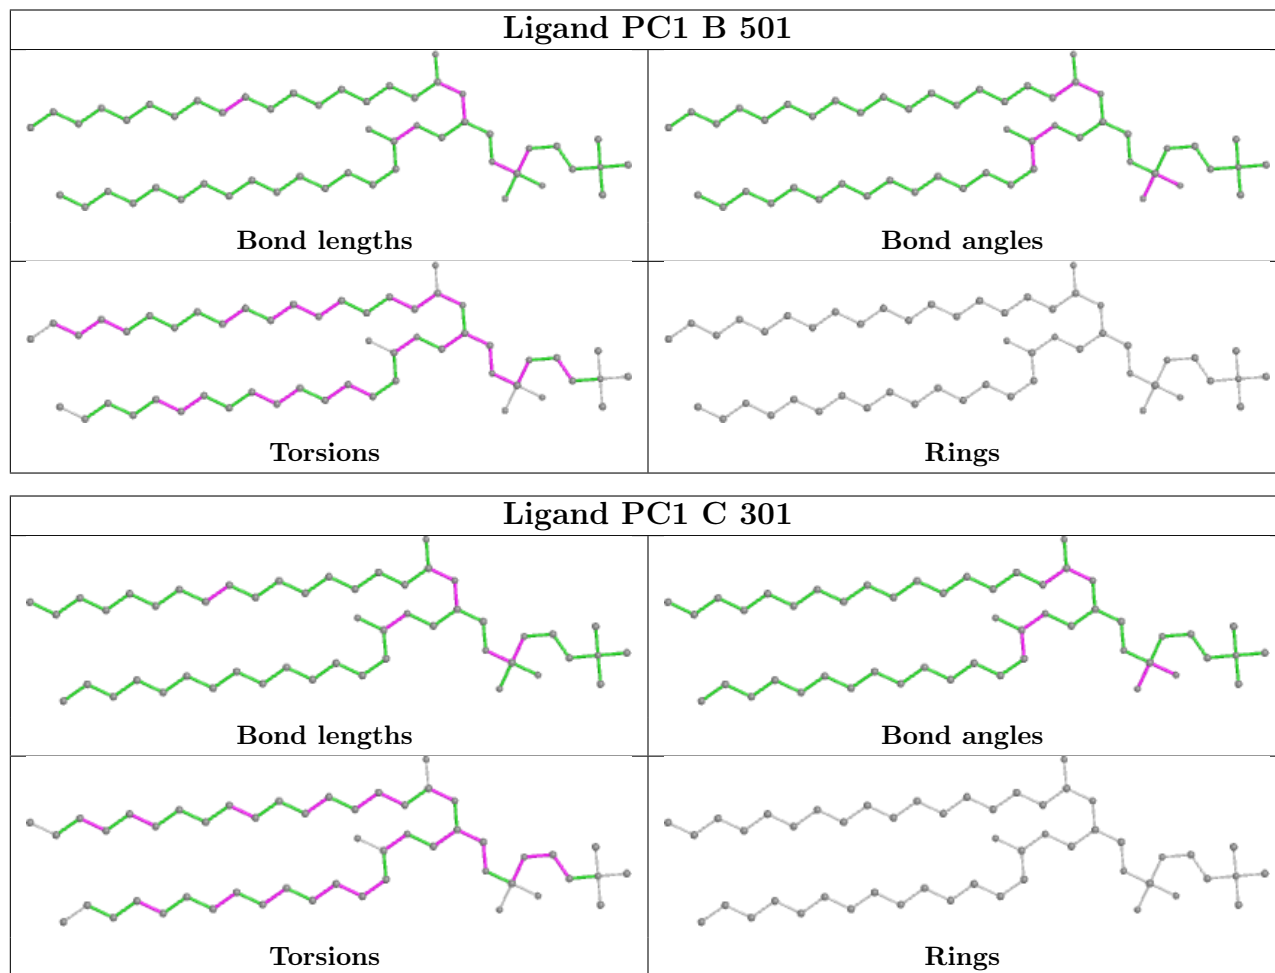 Ligand PC1 B 501
Bond lengths
Bond angles
Torsions
Rings
Ligand PC1 C 301
Bond lengths
Bond angles
Torsions
Rings